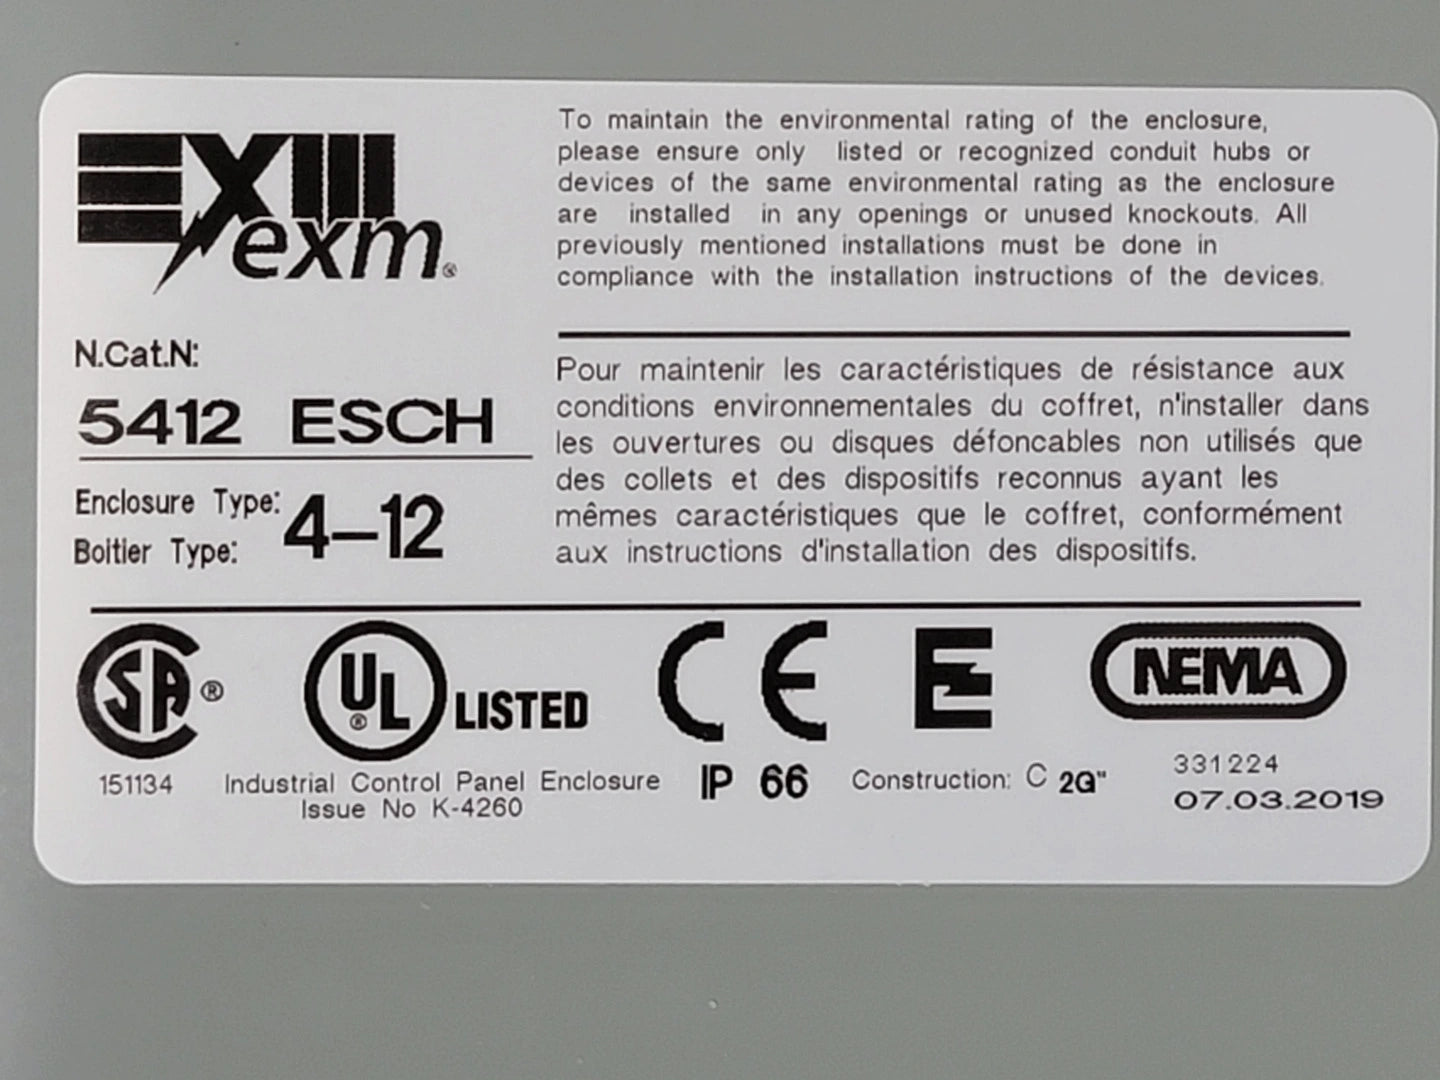 exm®
To maintain the environmental rating of the enclosure,
please ensure only listed or recognized conduit hubs or
devices of the same environmental rating as the enclosure
are installed in any openings or unused knockouts. All
previously mentioned installations must be done in
compliance with the installation instructions of the devices.
N.Cat.N:
5412 ESCH
Enclosure Type:
Boitier Type:
4-12
Pour maintenir les caractéristiques de résistance aux
conditions environnementales du coffret, n'installer dans
les ouvertures ou disques défoncables non utilisés que
des collets et des dispositifs reconnus ayant les
mêmes caractéristiques que le coffret, conformément
aux instructions d'installation des dispositifs.
SA®
UL® LISTED
CE
E
NEMA
151134
Industrial Control Panel Enclosure
Issue No K-4260
IP 66
Construction: C 2G"
331224
07.03.2019